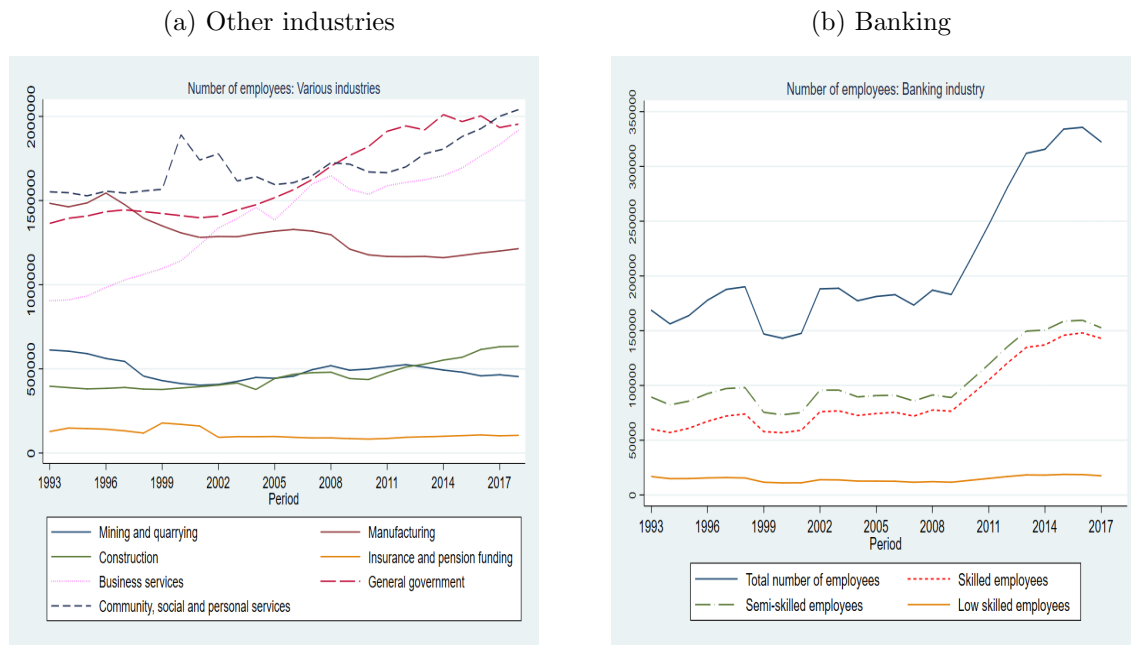 (a) Other industries
Number of employees: Various industries
2000000
1500000
1000000
500000
0
1993 1996 1999 2002 2005 2008 2011 2014 2017
Period
Mining and quarrying Manufacturing
Construction Insurance and pension funding
Business services General government
Community, social and personal services
(b) Banking
Number of employees: Banking industry
350000
300000
250000
200000
150000
100000
50000
0
1993 1996 1999 2002 2005 2008 2011 2014 2017
Period
Total number of employees Skilled employees
Semi-skilled employees Low skilled employees